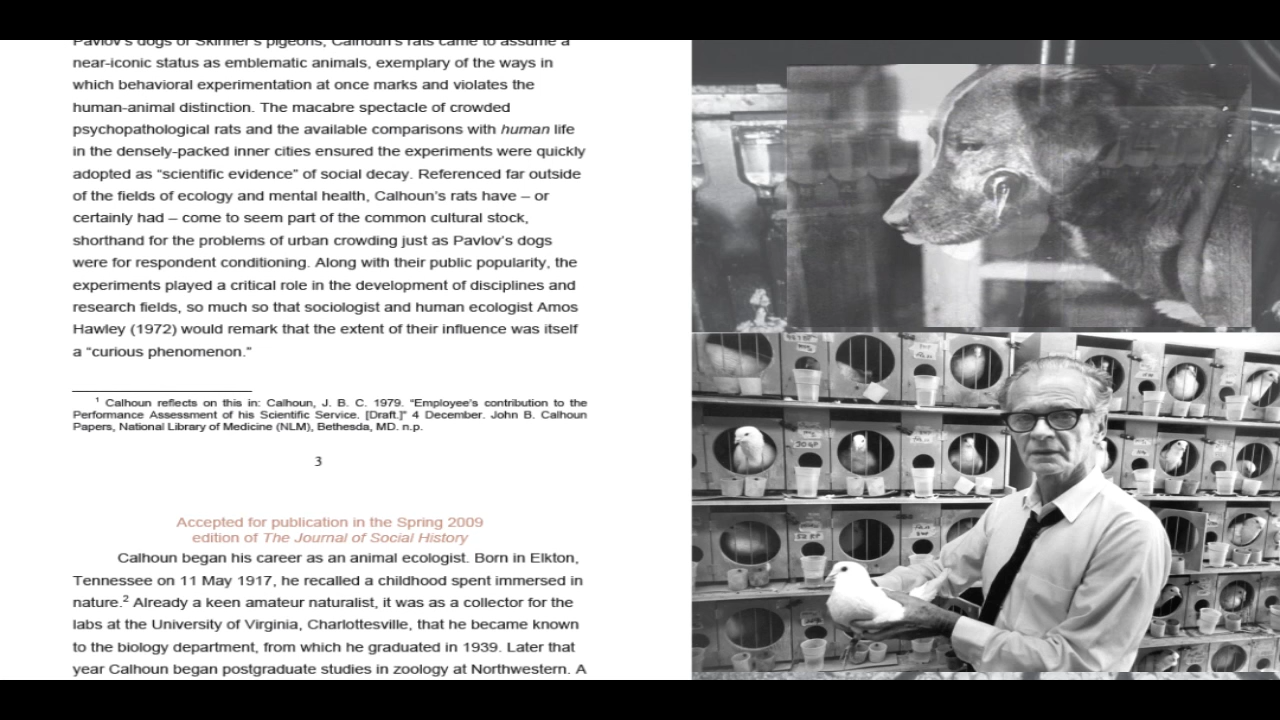 Pavlov's dogs or Skinner's pigeons, Calhoun's rats came to assume a
near-iconic status as emblematic animals, exemplary of the ways in
which behavioral experimentation at once marks and violates the
human-animal distinction. The macabre spectacle of crowded
psychopathological rats and the available comparisons with human life
in the densely-packed inner cities ensured the experiments were quickly
adopted as “scientific evidence” of social decay. Referenced far outside
of the fields of ecology and mental health, Calhoun's rats have – or
certainly had – come to seem part of the common cultural stock,
shorthand for the problems of urban crowding just as Pavlov's dogs
were for respondent conditioning. Along with their public popularity, the
experiments played a critical role in the development of disciplines and
research fields, so much so that sociologist and human ecologist Amos
Hawley (1972) would remark that the extent of their influence was itself
a “curious phenomenon.”
1 Calhoun reflects on this in: Calhoun, J. B. C. 1979. “Employee's contribution to the
Performance Assessment of his Scientific Service. [Draft.]” 4 December. John B. Calhoun
Papers, National Library of Medicine (NLM), Bethesda, MD. n.p.
3
Accepted for publication in the Spring 2009
edition of The Journal of Social History
Calhoun began his career as an animal ecologist. Born in Elkton,
Tennessee on 11 May 1917, he recalled a childhood spent immersed in
nature.2 Already a keen amateur naturalist, it was as a collector for the
labs at the University of Virginia, Charlottesville, that he became known
to the biology department, from which he graduated in 1939. Later that
year Calhoun began postgraduate studies in zoology at Northwestern. A